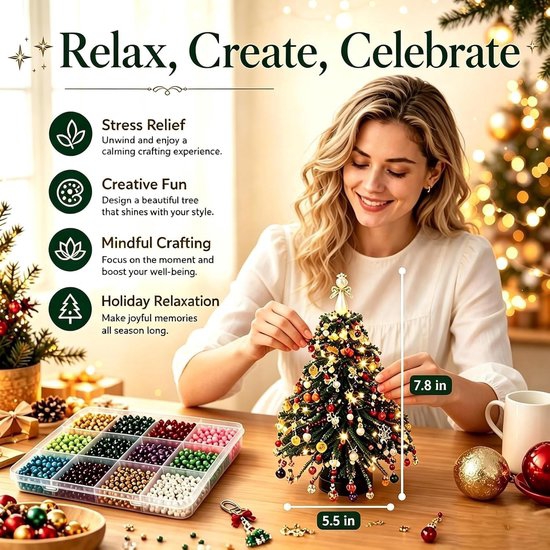 Relax, Create, Celebrate
Stress Relief
Unwind and enjoy a
calming crafting experience.
Creative Fun
Design a beautiful tree
that shines with your style.
Mindful Crafting
Focus on the moment and
boost your well-being.
Holiday Relaxation
Make joyful memories
all season long.
7.8 in
5.5 in